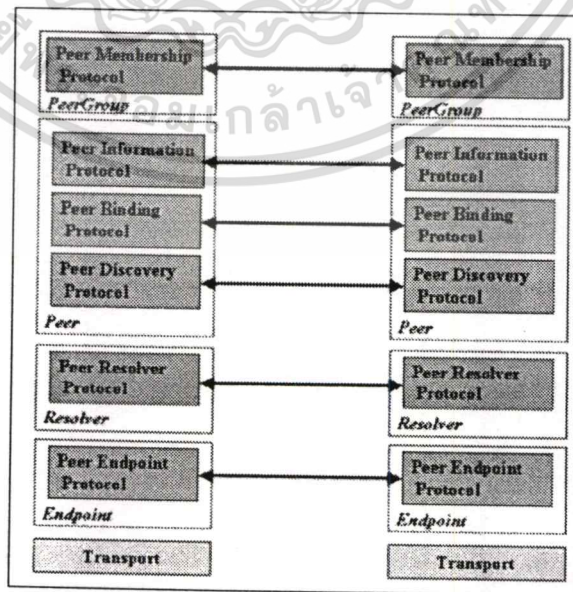 Peer Membership
Protocol
PeerGroup
Peer Information
Protocol
Peer Binding
Protocol
Peer Discovery
Protocol
Peer
Peer Resolver
Protocol
Resolver
Peer Endpoint
Protocol
Endpoint
Transport
Peer Membership
Protocol
PeerGroup
Peer Information
Protocol
Peer Binding
Protocol
Peer Discovery
Protocol
Peer
Peer Resolver
Protocol
Resolver
Peer Endpoint
Protocol
Endpoint
Transport